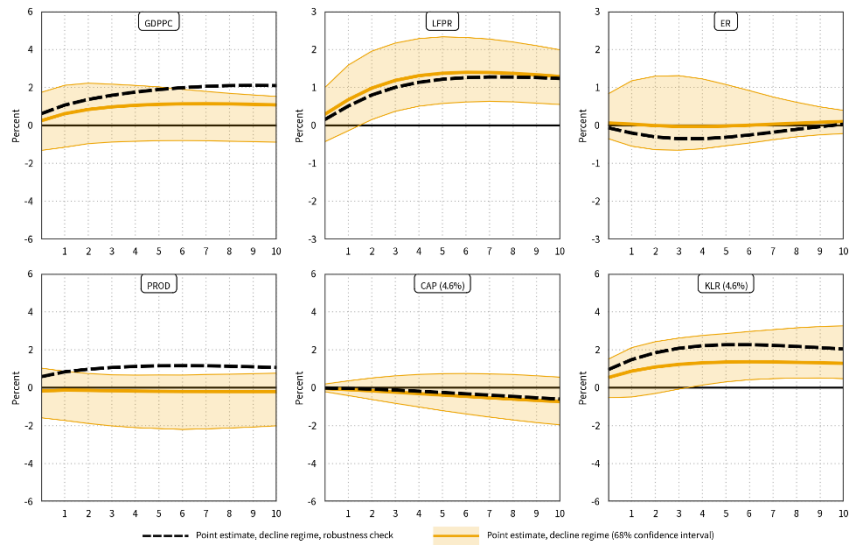 GDPPC
LFPR
ER
Percent
6
4
2
0
-2
-4
-6
1 2 3 4 5 6 7 8 9 10
Percent
3
2
1
0
-1
-2
-3
1 2 3 4 5 6 7 8 9 10
Percent
3
2
1
0
-1
-2
-3
1 2 3 4 5 6 7 8 9 10
PROD
CAP (4.6%)
KLR (4.6%)
Percent
6
4
2
0
-2
-4
-6
1 2 3 4 5 6 7 8 9 10
Percent
6
4
2
0
-2
-4
-6
1 2 3 4 5 6 7 8 9 10
Percent
6
4
2
0
-2
-4
-6
1 2 3 4 5 6 7 8 9 10
Point estimate, decline regime, robustness check
Point estimate, decline regime (68% confidence interval)